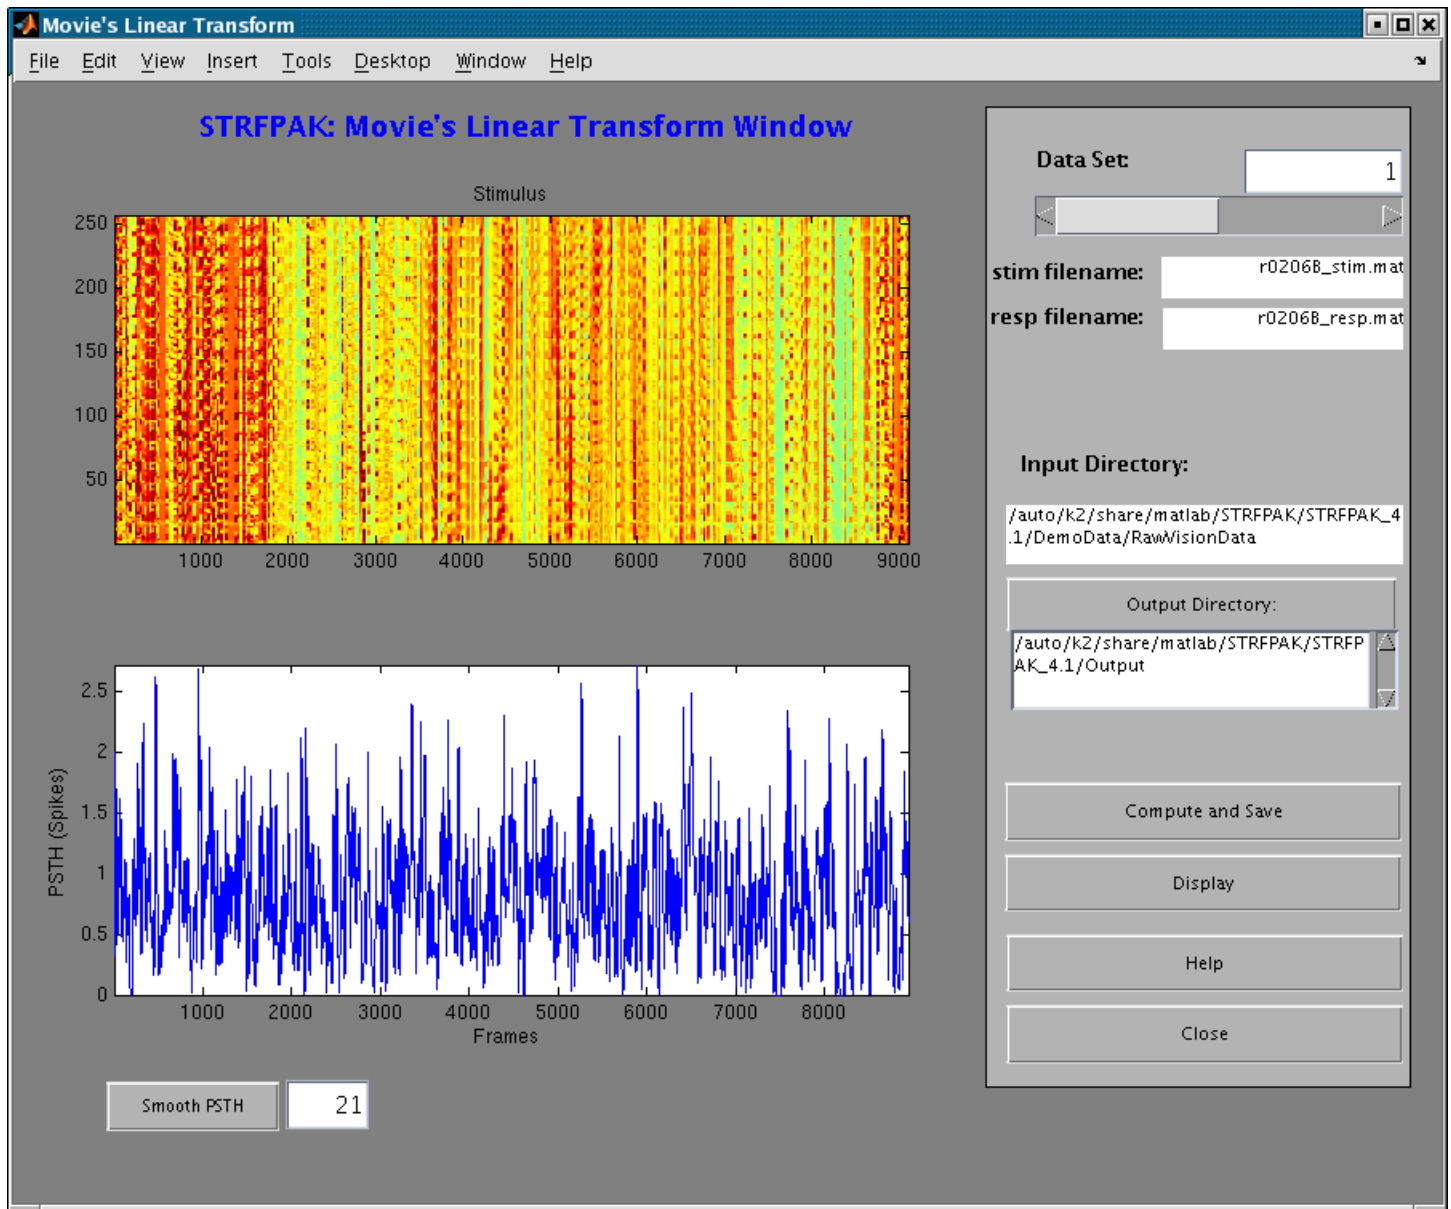 Movie's Linear Transform
File Edit View Insert Tools Desktop Window Help
STRFPAK: Movie's Linear Transform Window
Stimulus
250
200
150
100
50
1000 2000 3000 4000 5000 6000 7000 8000 9000
PSTH (Spikes)
2.5
2
1.5
1
0.5
0
1000 2000 3000 4000 5000 6000 7000 8000
Frames
Smooth PSTH 21
Data Set: 1
stim filename: r0206B_stim.mat
resp filename: r0206B_resp.mat
Input Directory:
/auto/k2/share/matlab/STRFPAK/STRFPAK_4
.1/DemoData/RawVisionData
Output Directory:
/auto/k2/share/matlab/STRFPAK/STRFP
AK_4.1/Output
Compute and Save
Display
Help
Close